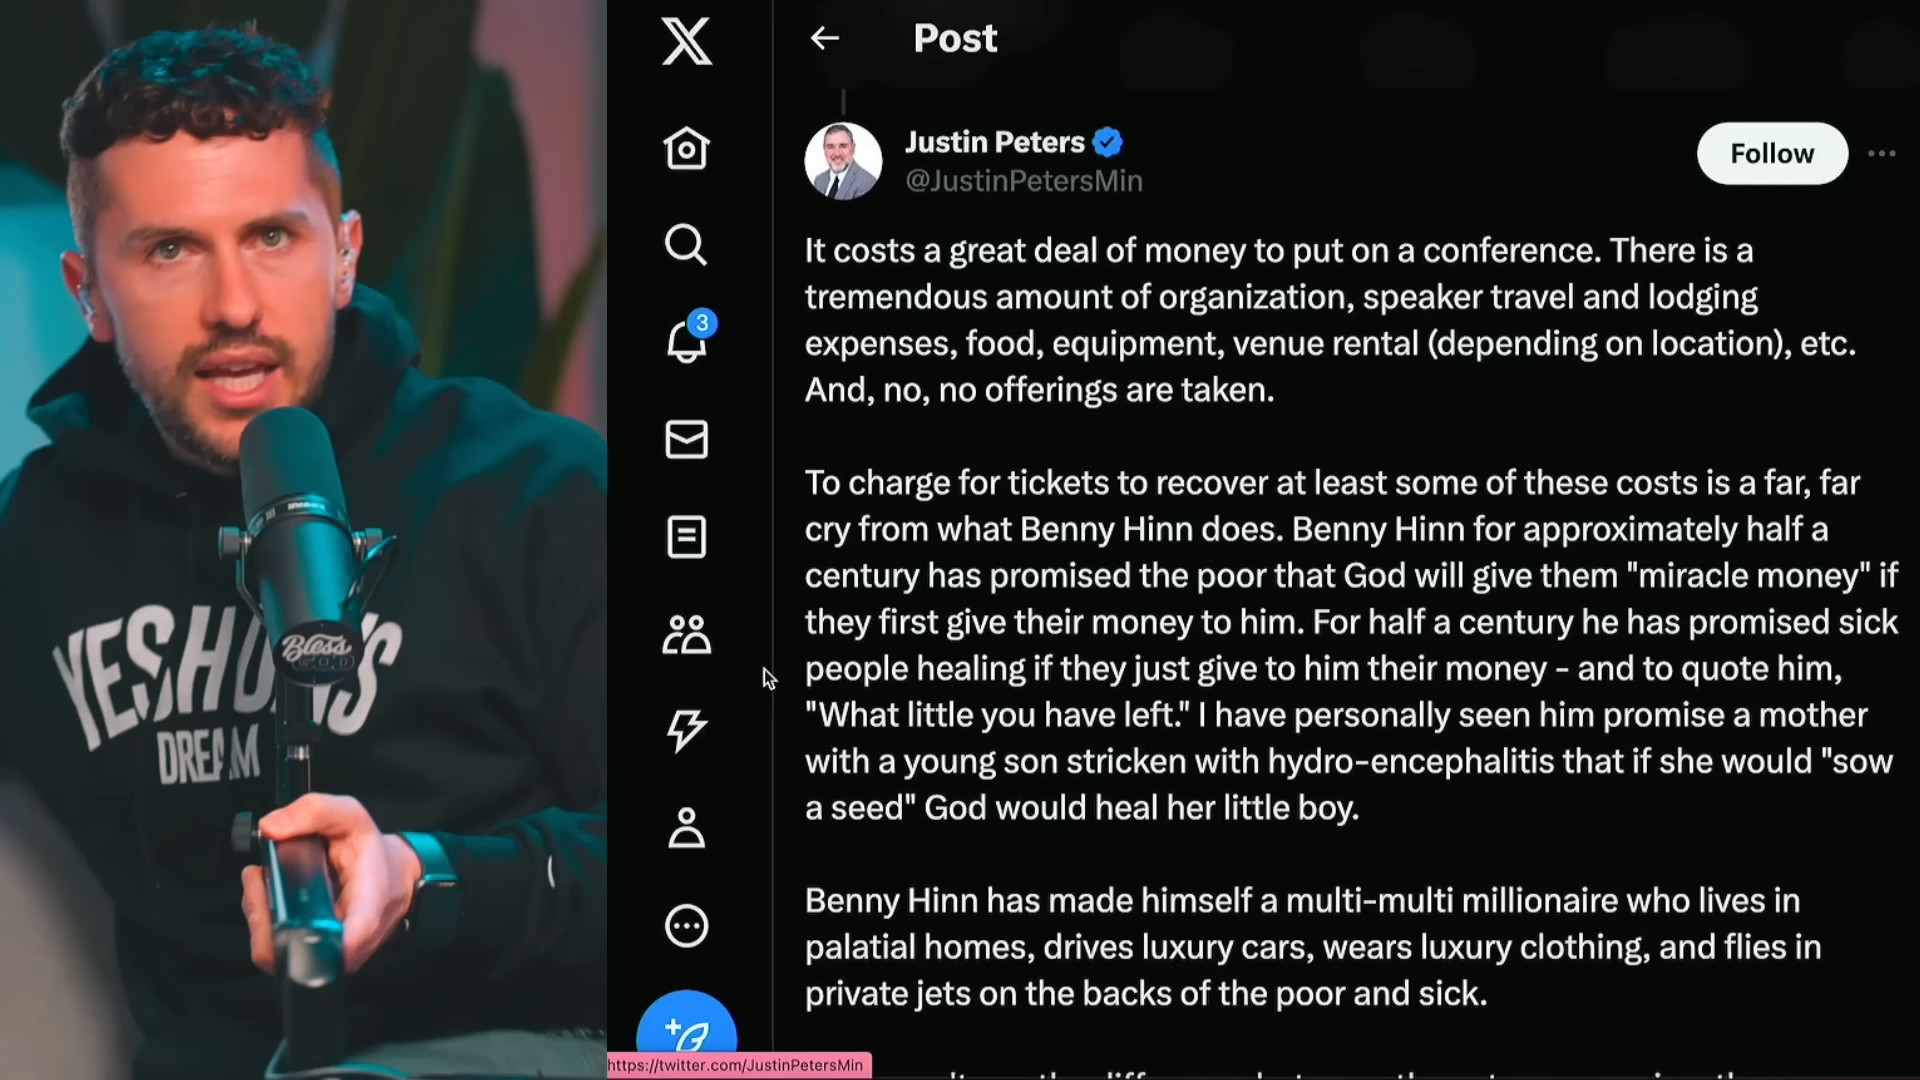 Post
Justin Peters
@JustinPetersMin
Follow
3
It costs a great deal of money to put on a conference. There is a
tremendous amount of organization, speaker travel and lodging
expenses, food, equipment, venue rental (depending on location), etc.
And, no, no offerings are taken.
To charge for tickets to recover at least some of these costs is a far, far
cry from what Benny Hinn does. Benny Hinn for approximately half a
century has promised the poor that God will give them "miracle money" if
they first give their money to him. For half a century he has promised sick
people healing if they just give to him their money - and to quote him,
"What little you have left." I have personally seen him promise a mother
with a young son stricken with hydro-encephalitis that if she would "sow
a seed" God would heal her little boy.
Benny Hinn has made himself a multi-multi millionaire who lives in
palatial homes, drives luxury cars, wears luxury clothing, and flies in
private jets on the backs of the poor and sick.
https://twitter.com/JustinPetersMin
Bless
GOD
DREAM